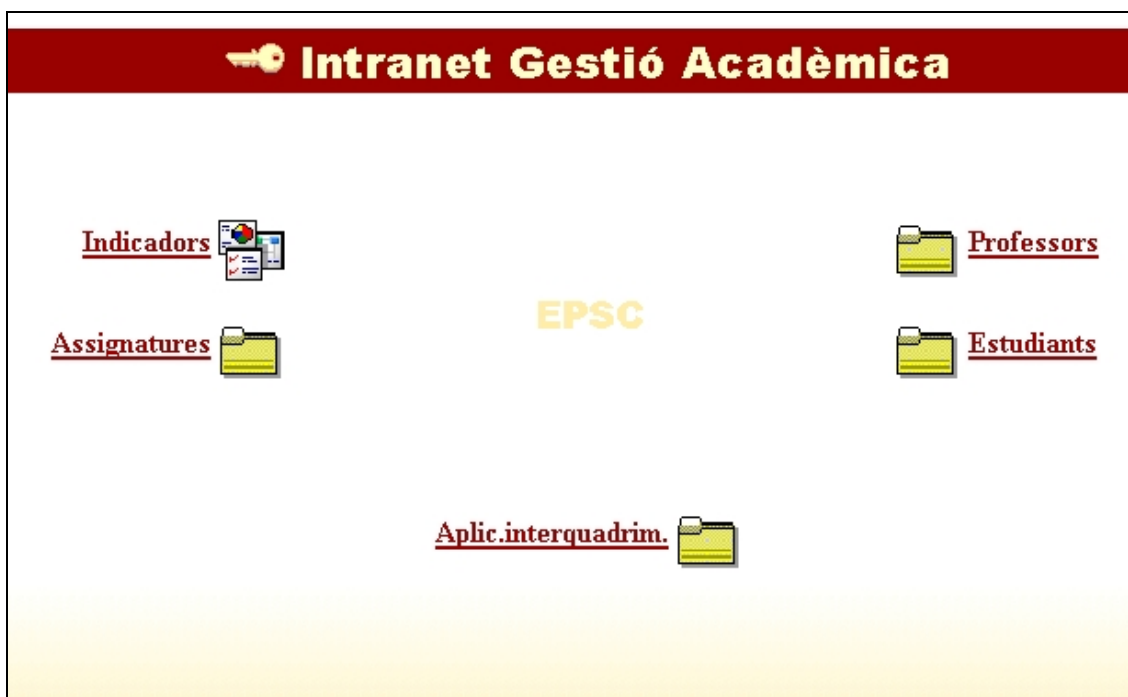 Intranet Gestió Acadèmica
Indicadors
Professors
EPSC
Assignatures
Estudiants
Aplic.interquadrim.